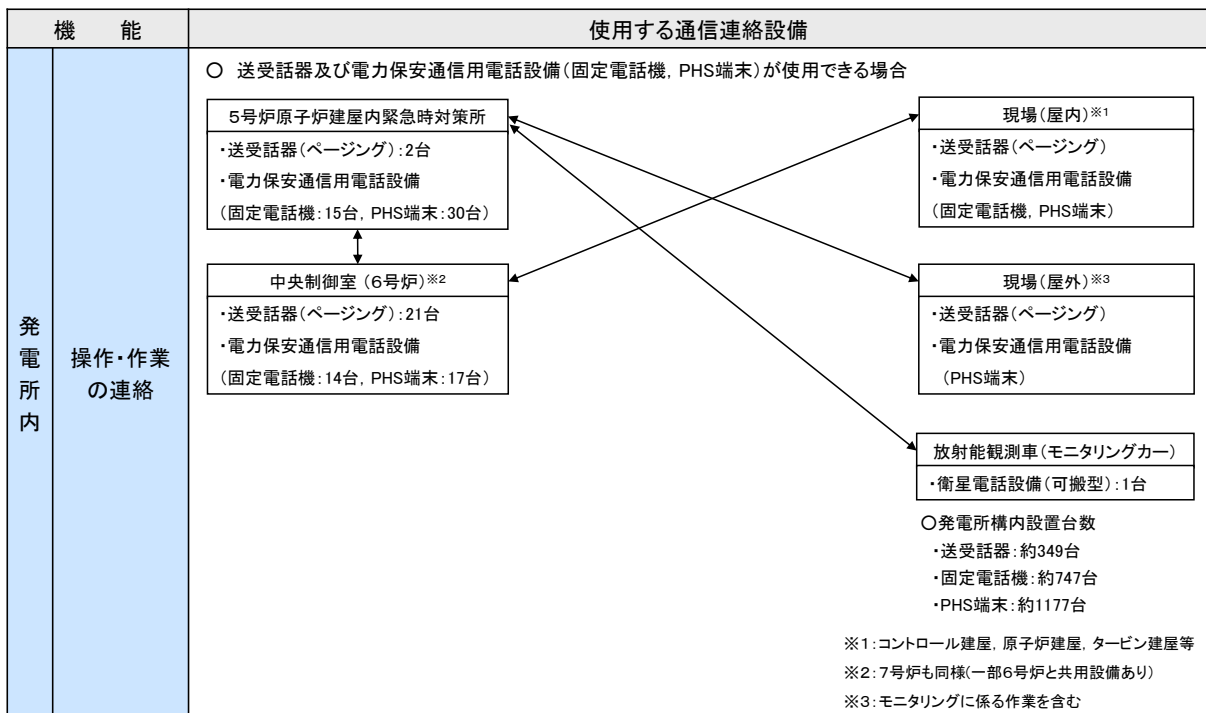 機　能
使用する通信連絡設備
発電所内
操作・作業
の連絡
○ 送受話器及び電力保安通信用電話設備(固定電話機, PHS端末)が使用できる場合
5号炉原子炉建屋内緊急時対策所
・送受話器(ページング):2台
・電力保安通信用電話設備
(固定電話機:15台, PHS端末:30台)
中央制御室 (6号炉)※2
・送受話器(ページング):21台
・電力保安通信用電話設備
(固定電話機:14台, PHS端末:17台)
現場(屋内)※1
・送受話器(ページング)
・電力保安通信用電話設備
(固定電話機, PHS端末)
現場(屋外)※3
・送受話器(ページング)
・電力保安通信用電話設備
(PHS端末)
放射能観測車(モニタリングカー)
・衛星電話設備(可搬型):1台
○発電所構内設置台数
・送受話器:約349台
・固定電話機:約747台
・PHS端末:約1177台
※1:コントロール建屋, 原子炉建屋, タービン建屋等
※2:7号炉も同様(一部6号炉と共用設備あり)
※3:モニタリングに係る作業を含む